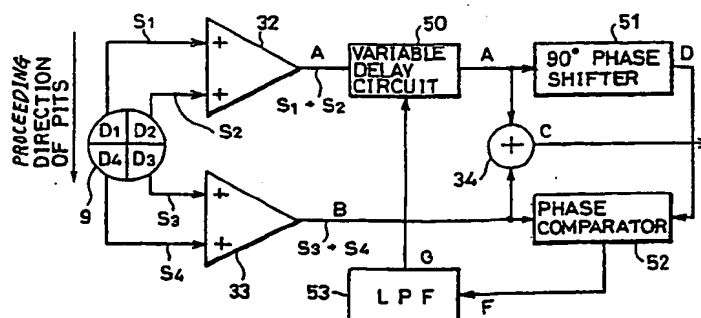 S1
32
50
51
A
VARIABLE
DELAY
CIRCUIT
A
90° PHASE
SHIFTER
D
+
+
S1 + S2
S2
PROCEEDING
DIRECTION
OF PITS
D1 D2
D4 D3
9
C
+
34
S3
+
+
B
S3 + S4
S4
33
G
PHASE
COMPARATOR
52
53
LPF
F